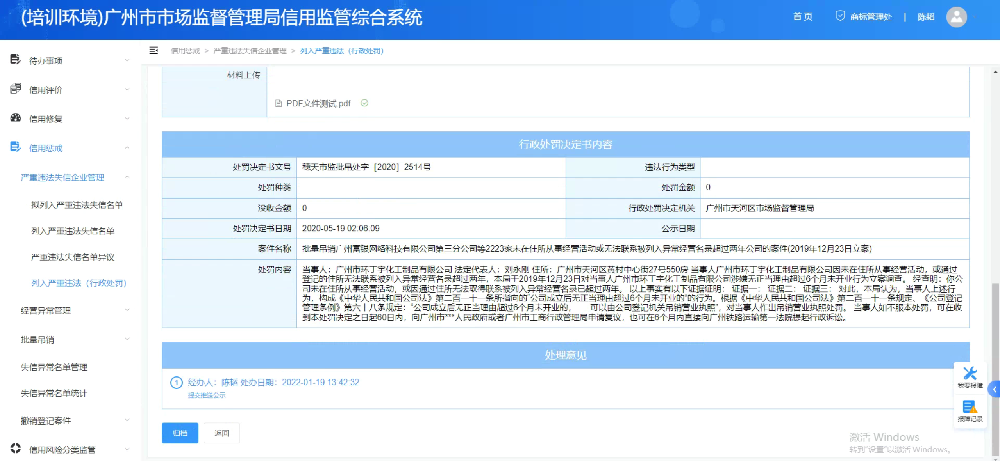 (培训环境)广州市市场监督管理局信用监管综合系统
首页
商标管理处 | 陈韬
待办事项
信用评价
信用修复
信用惩戒
严重违法失信企业管理
拟列入严重违法失信名单
列入严重违法失信名单
严重违法失信名单异议
列入严重违法（行政处罚）
经营异常管理
批量吊销
失信异常名单管理
失信异常名单统计
撤销登记案件
信用风险分类监管
信用惩戒 > 严重违法失信企业管理 > 列入严重违法（行政处罚）
材料上传
PDF文件测试.pdf
行政处罚决定书内容
处罚决定书文号 穗天市监批吊处字［2020］2514号 违法行为类型
处罚种类 处罚金额 0
没收金额 0 行政处罚决定机关 广州市天河区市场监督管理局
处罚决定书日期 2020-05-19 02:06:09 公示日期
案件名称 批量吊销广州富银网络科技有限公司第三分公司等2223家未在住所从事经营活动或无法联系被列入异常经营名录超过两年公司的案件(2019年12月23日立案)
处罚内容 当事人：广州市环丁宇化工制品有限公司 法定代表人：刘永刚 住所：广州市天河区黄村中心街27号550房 当事人广州市环丁宇化工制品有限公司因未在住所从事经营活动，或通过
登记的住所无法联系被列入异常经营名录超过两年，本局于2019年12月23日对当事人广州市环丁宇化工制品有限公司涉嫌无正当理由超过6个月未开业行为立案调查。 经查明：你公
司未在住所从事经营活动，或因通过住所无法取得联系被列入异常经营名录已超过两年。 以上事实有以下证据证明： 证据一： 证据二： 证据三： 对此，本局认为，当事人上述行
为，构成《中华人民共和国公司法》第二百一十一条所指向的“公司成立后无正当理由超过6个月未开业的”的行为。根据《中华人民共和国公司法》第二百一十一条规定、《公司登记
管理条例》第六十八条规定：“公司成立后无正当理由超过6个月未开业的，……可以由公司登记机关吊销营业执照”，对当事人作出吊销营业执照处罚。 当事人如不服本处罚，可在收
到本处罚决定之日起60日内，向广州市***人民政府或者广州市工商行政管理局申请复议，也可在6个月内直接向广州铁路运输第一法院提起行政诉讼。
处理意见
1 经办人：陈韬 处办日期：2022-01-19 13:42:32
提交推送公示
归档
返回
我要报障
报障记录
激活 Windows
转到“设置”以激活 Windows。